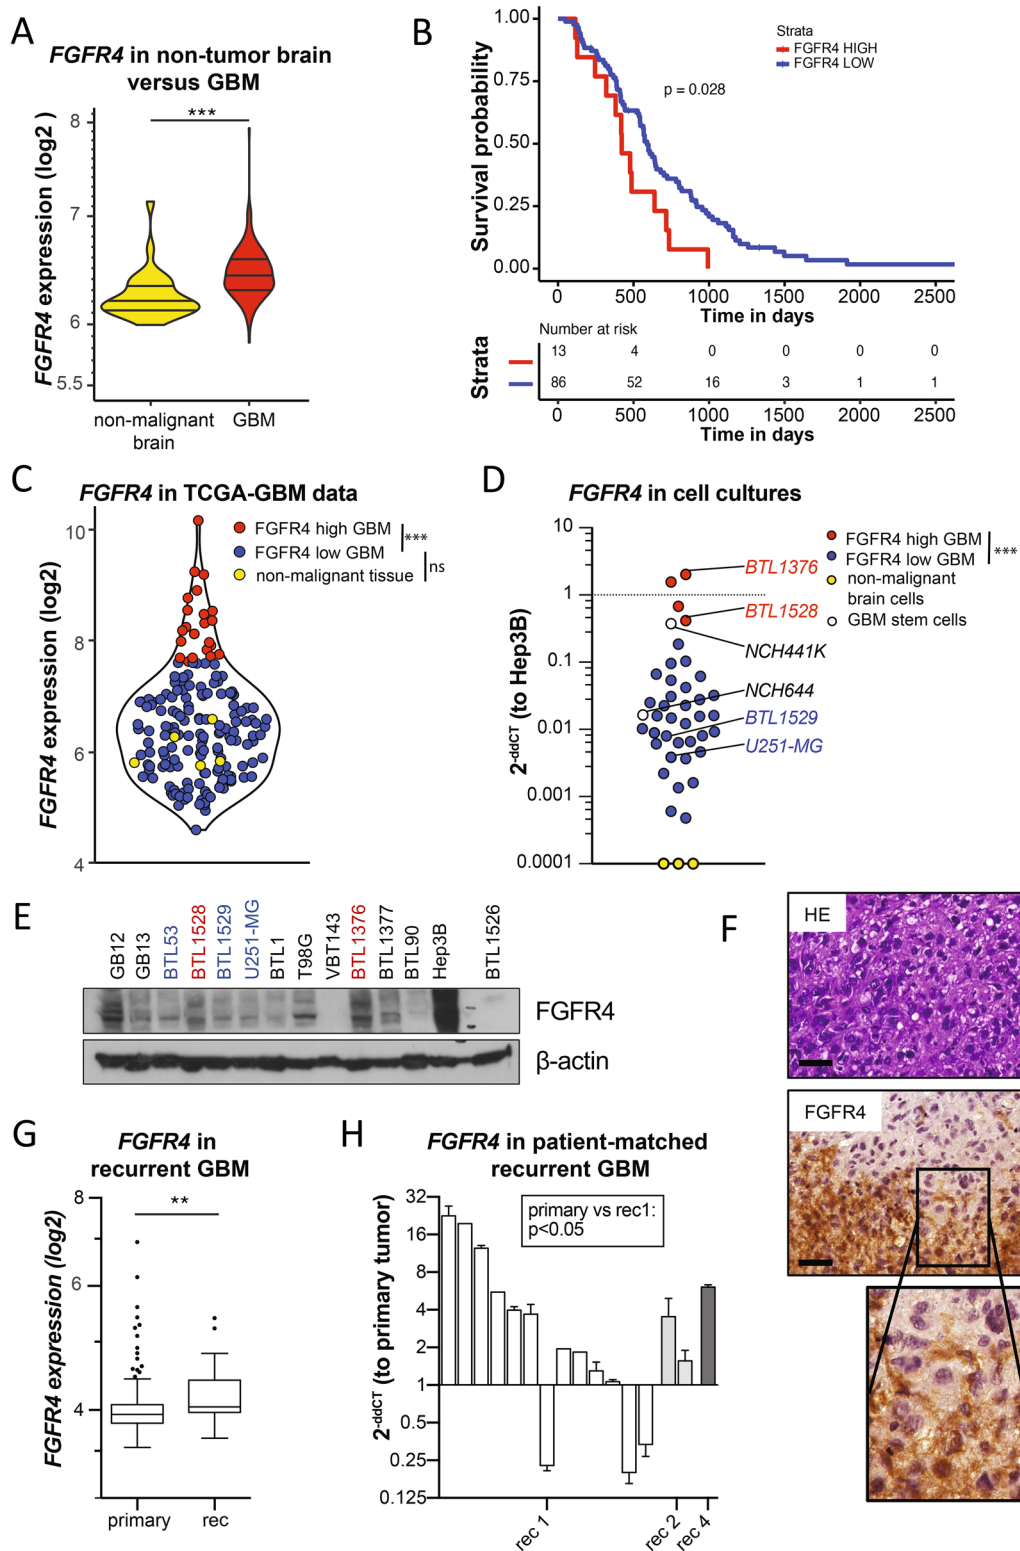 A
FGFR4 in non-tumor brain
versus GBM
FGFR4 expression (log2 )
8
7
6
5.5
***
non-malignant
brain
GBM
B
Survival probability
1.00
0.75
0.50
0.25
0.00
Strata
FGFR4 HIGH
FGFR4 LOW
p = 0.028
0 500 1000 1500 2000 2500
Time in days
Number at risk
Strata
13 4 0 0 0 0
86 52 16 3 1 1
0 500 1000 1500 2000 2500
Time in days
C
FGFR4 in TCGA-GBM data
FGFR4 expression (log2)
10
8
6
4
FGFR4 high GBM
FGFR4 low GBM
non-malignant tissue
***
ns
D
FGFR4 in cell cultures
2-ddCT (to Hep3B)
10
1
0.1
0.01
0.001
0.0001
BTL1376
BTL1528
NCH441K
NCH644
BTL1529
U251-MG
FGFR4 high GBM
FGFR4 low GBM
non-malignant
brain cells
GBM stem cells
***
E
GB12
GB13
BTL53
BTL1528
BTL1529
U251-MG
BTL1
T98G
VBT143
BTL1376
BTL1377
BTL90
Hep3B
BTL1526
FGFR4
β-actin
F
HE
FGFR4
G
FGFR4 in
recurrent GBM
FGFR4 expression (log2)
8
6
4
**
primary
rec
H
FGFR4 in patient-matched
recurrent GBM
2-ddCT (to primary tumor)
32
16
8
4
2
1
0.5
0.25
0.125
primary vs rec1:
p<0.05
rec 1
rec 2
rec 4